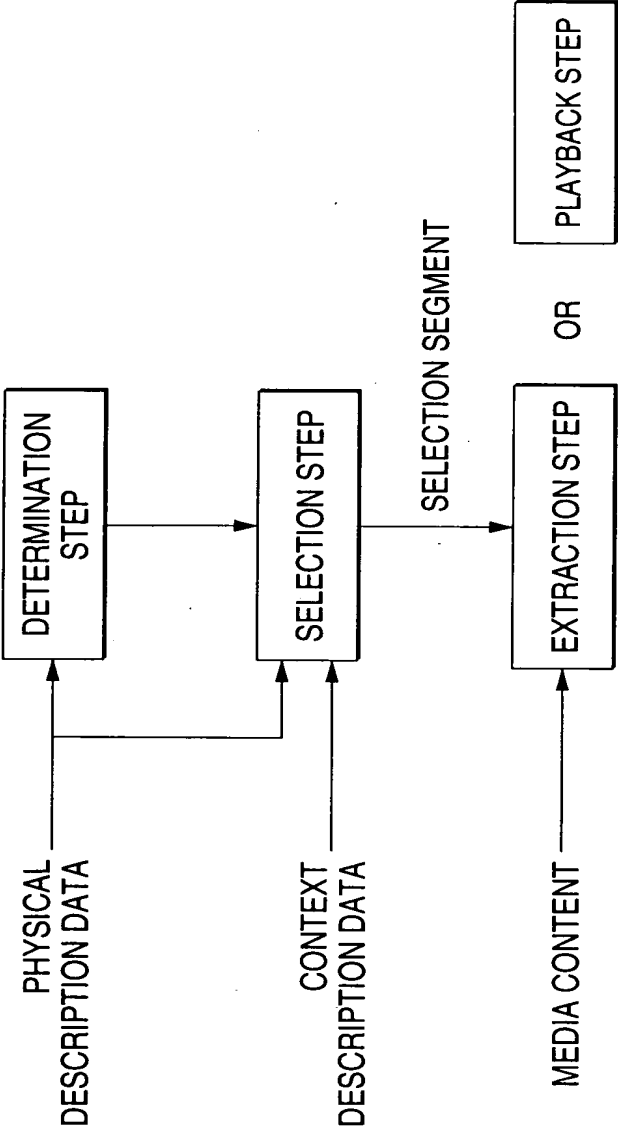 PHYSICAL
DESCRIPTION DATA
DETERMINATION
STEP
CONTEXT
DESCRIPTION DATA
SELECTION STEP
SELECTION SEGMENT
MEDIA CONTENT
EXTRACTION STEP
OR
PLAYBACK STEP